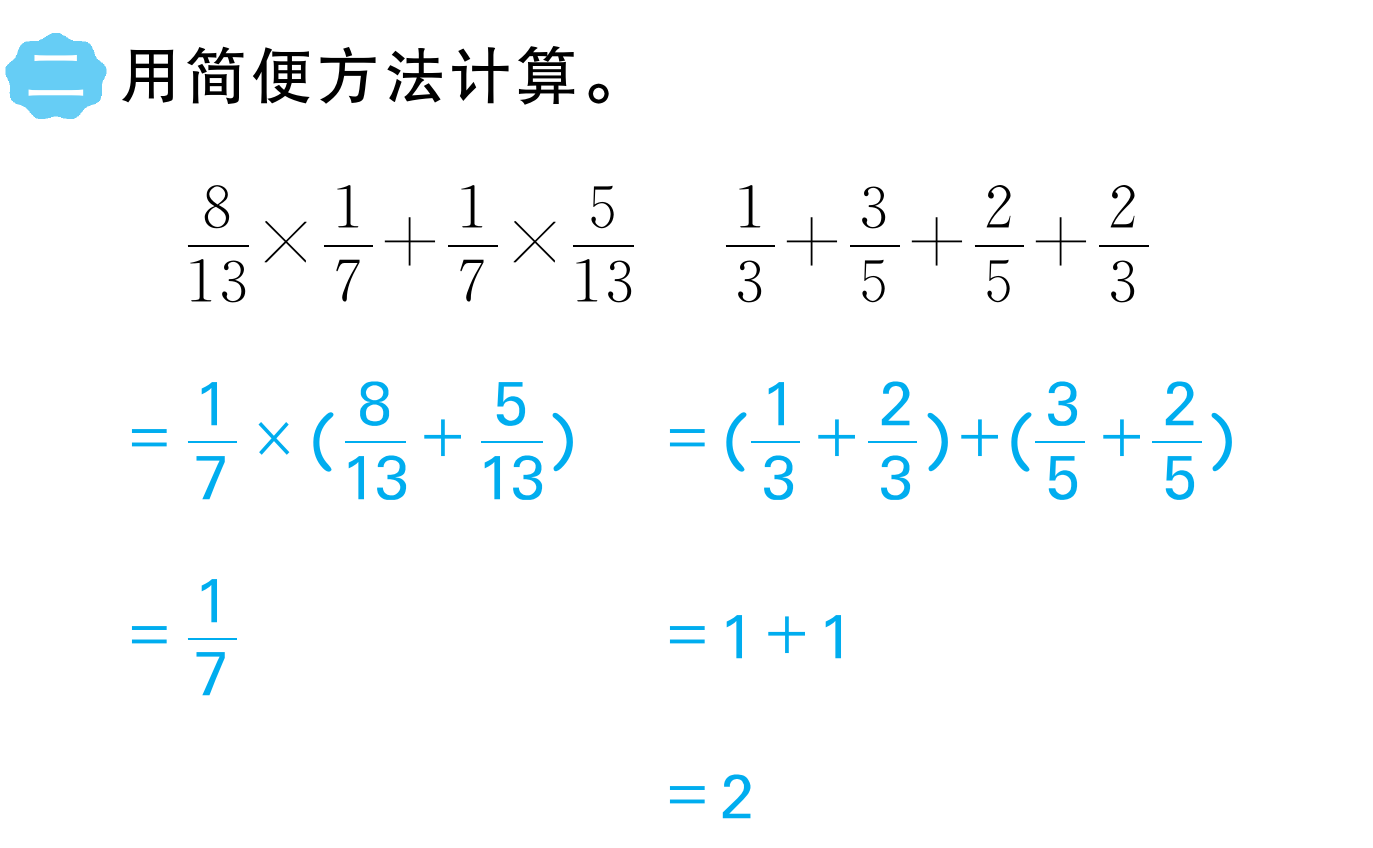 二 用简便方法计算。
8/13 × 1/7 + 1/7 × 5/13    1/3 + 3/5 + 2/5 + 2/3
= 1/7 × (8/13 + 5/13)    = (1/3 + 2/3) + (3/5 + 2/5)
= 1/7    = 1 + 1
= 2